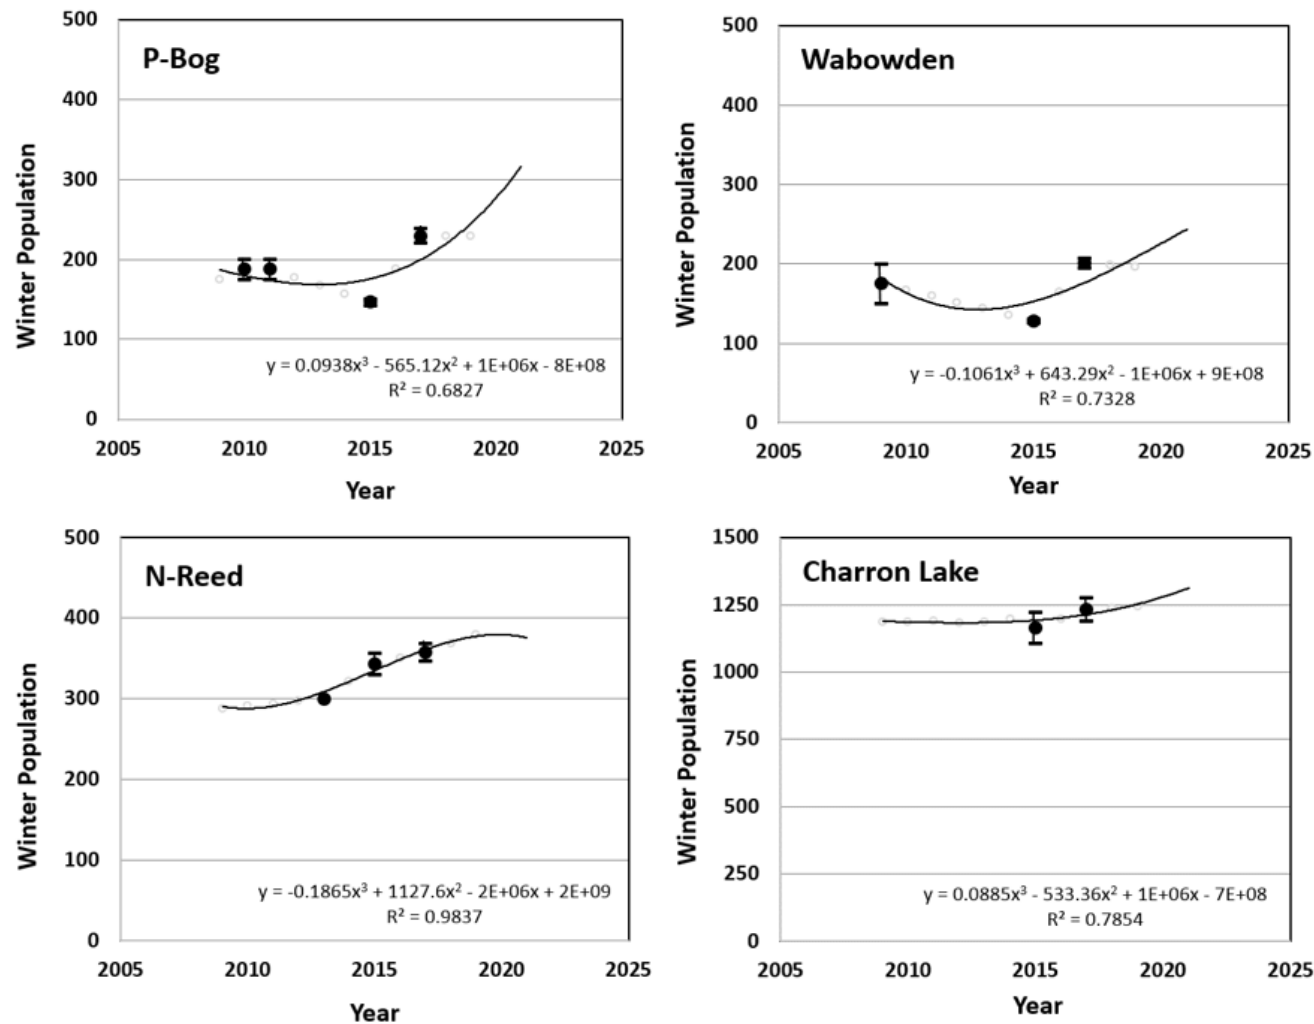 P-Bog
500
400
300
200
100
0
Winter Population
y = 0.0938x³ - 565.12x² + 1E+06x - 8E+08
R² = 0.6827
2005 2010 2015 2020 2025
Year
Wabowden
500
400
300
200
100
0
Winter Population
y = -0.1061x³ + 643.29x² - 1E+06x + 9E+08
R² = 0.7328
2005 2010 2015 2020 2025
Year
N-Reed
500
400
300
200
100
0
Winter Population
y = -0.1865x³ + 1127.6x² - 2E+06x + 2E+09
R² = 0.9837
2005 2010 2015 2020 2025
Year
Charron Lake
1500
1250
1000
750
500
250
0
Winter Population
y = 0.0885x³ - 533.36x² + 1E+06x - 7E+08
R² = 0.7854
2005 2010 2015 2020 2025
Year